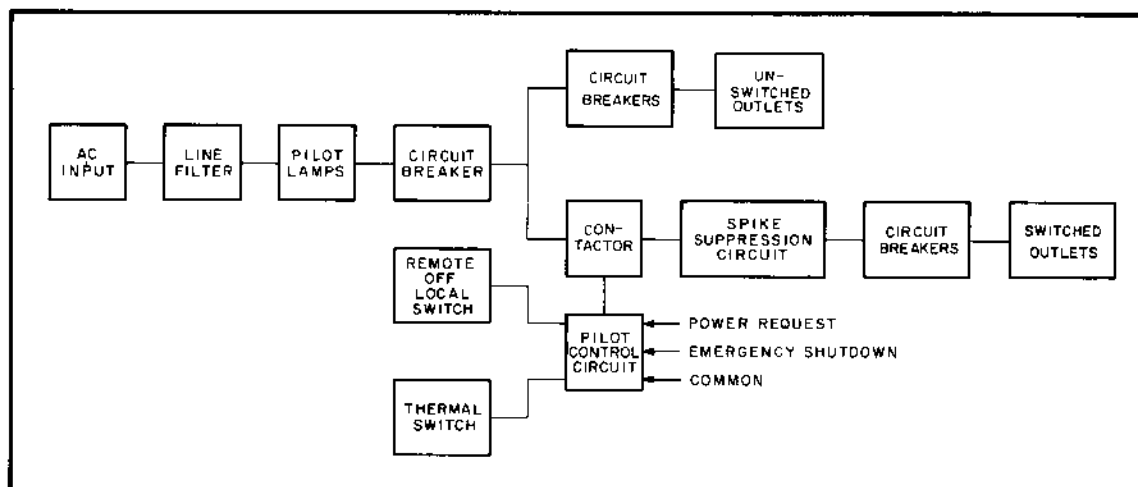 AC
INPUT
LINE
FILTER
PILOT
LAMPS
CIRCUIT
BREAKER
CIRCUIT
BREAKERS
UN-
SWITCHED
OUTLETS
CON-
TACTOR
SPIKE
SUPPRESSION
CIRCUIT
CIRCUIT
BREAKERS
SWITCHED
OUTLETS
REMOTE
OFF
LOCAL
SWITCH
PILOT
CONTROL
CIRCUIT
POWER REQUEST
EMERGENCY SHUTDOWN
COMMON
THERMAL
SWITCH